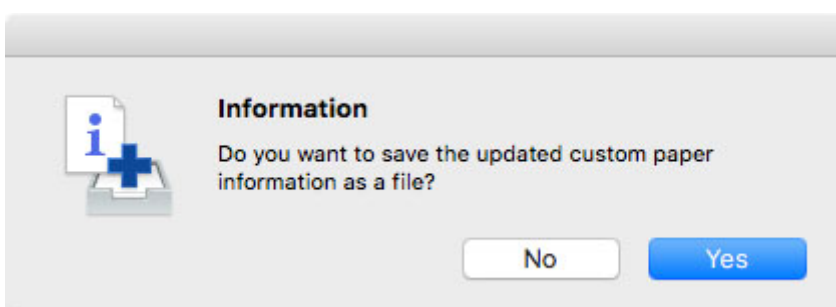 i
Information
Do you want to save the updated custom paper
information as a file?
No
Yes